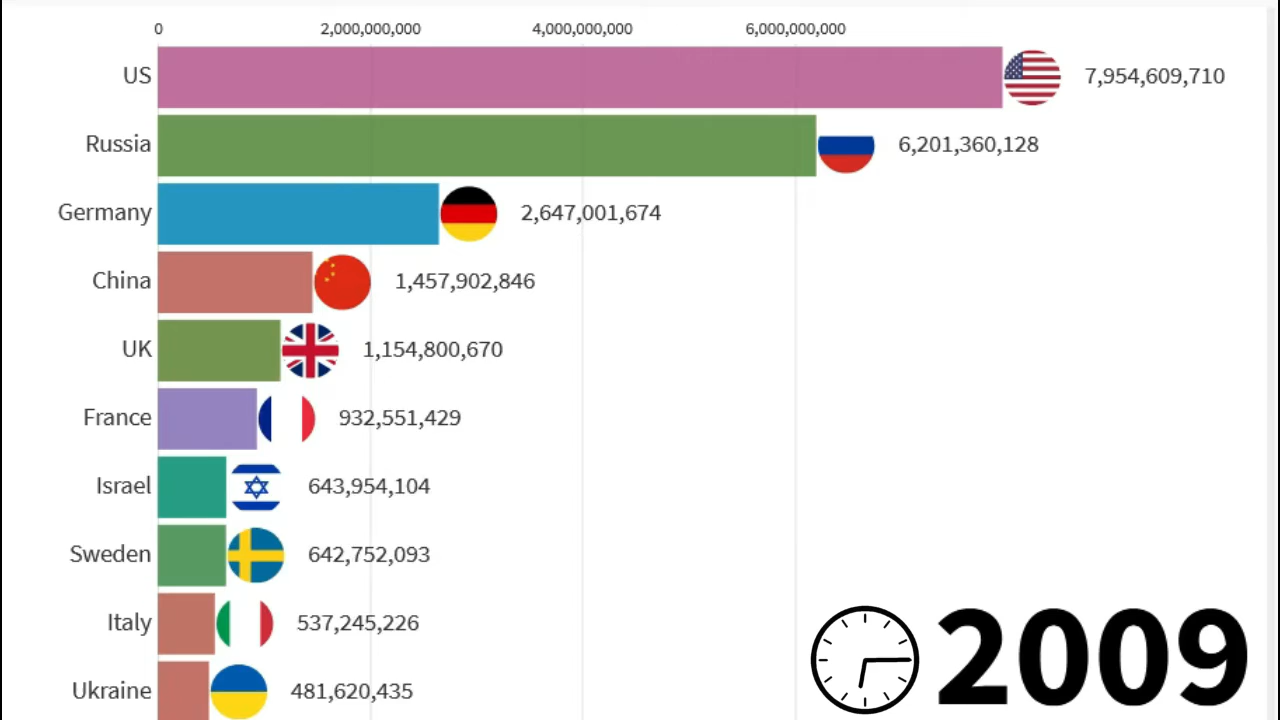 0 2,000,000,000 4,000,000,000 6,000,000,000
US 7,954,609,710
Russia 6,201,360,128
Germany 2,647,001,674
China 1,457,902,846
UK 1,154,800,670
France 932,551,429
Israel 643,954,104
Sweden 642,752,093
Italy 537,245,226
Ukraine 481,620,435
2009